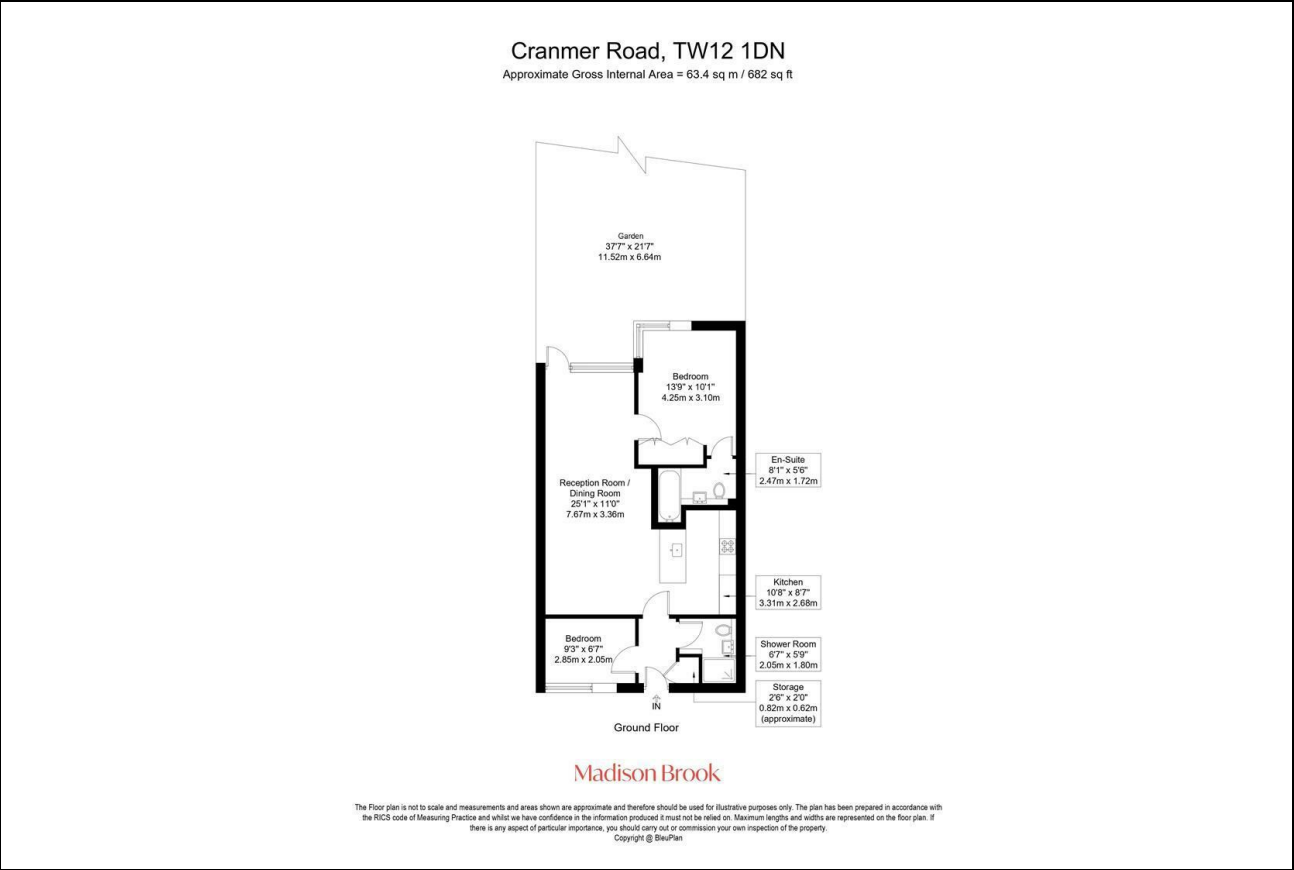 Cranmer Road, TW12 1DN
Approximate Gross Internal Area = 63.4 sq m / 682 sq ft
Garden
37'7" x 21'7"
11.52m x 6.64m
Bedroom
13'9" x 10'1"
4.25m x 3.10m
En-Suite
8'1" x 5'6"
2.47m x 1.72m
Reception Room /
Dining Room
25'1" x 11'0"
7.67m x 3.36m
Kitchen
10'8" x 8'7"
3.31m x 2.68m
Bedroom
9'3" x 6'7"
2.85m x 2.05m
Shower Room
6'7" x 5'9"
2.05m x 1.80m
Storage
2'6" x 2'0"
0.82m x 0.62m
(approximate)
IN
Ground Floor
Madison Brook
The Floor plan is not to scale and measurements and areas shown are approximate and therefore should be used for illustrative purposes only. The plan has been prepared in accordance with
the RICS code of Measuring Practice and whilst we have confidence in the information produced it must not be relied on. Maximum lengths and widths are represented on the floor plan. If
there is any aspect of particular importance, you should carry out or commission your own inspection of the property.
Copyright @ BleuPlan